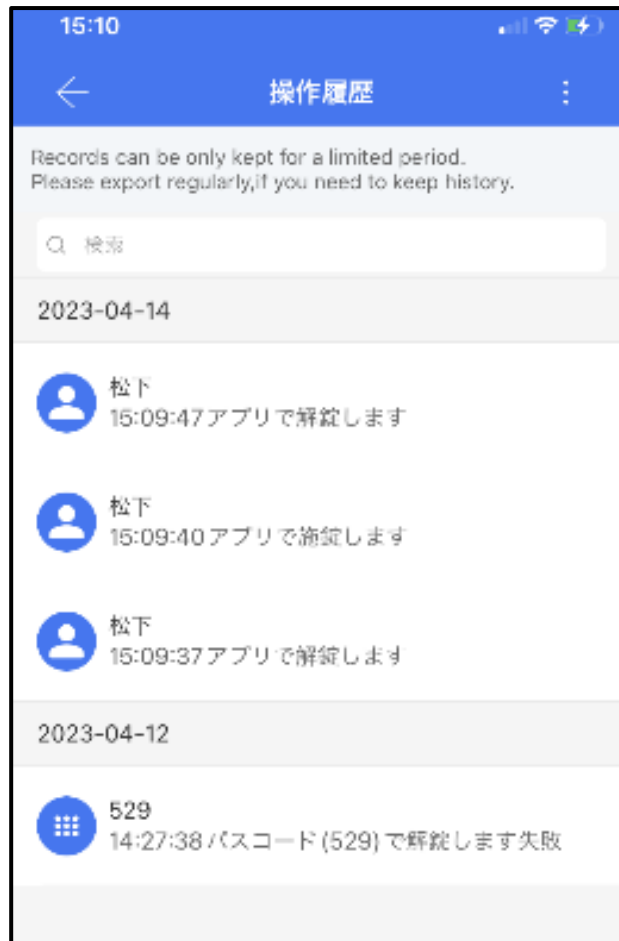 15:10
操作履歴
Records can be only kept for a limited period.
Please export regularly,if you need to keep history.
検索
2023-04-14
松下
15:09:47アプリで解錠します
松下
15:09:40アプリで施錠します
松下
15:09:37アプリで解錠します
2023-04-12
529
14:27:38パスコード(529)で解錠します失敗